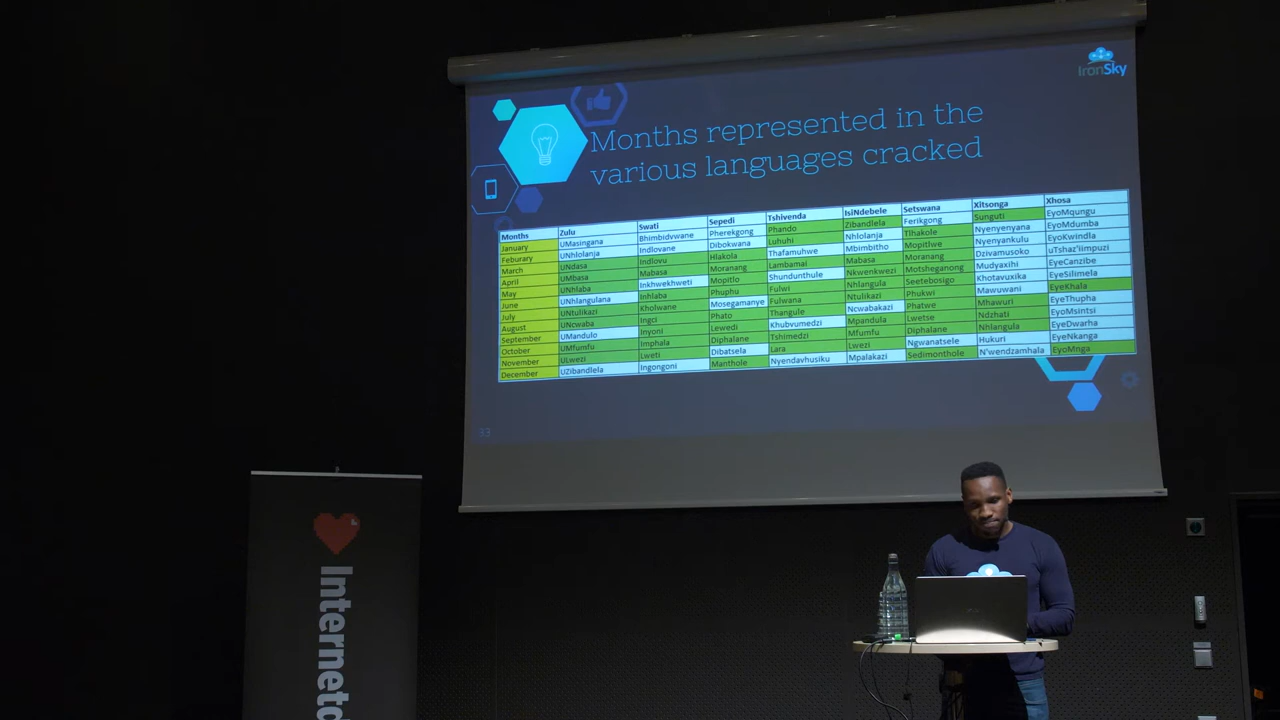 IronSky
Months represented in the
various languages cracked
Months Zulu Swati Sepedi Tshivenda IsiNdebele Setswana Xitsonga Xhosa
January UMasingana Bhimbidvwane Pherekgong Phando Zibandlela Ferikgong Sunguti EyoMqungu
Feburary UNhlolanja Indlovane Dibokwana Luhuhi Nhlolanja Tlhakole Nyenyenyana EyoMdumba
March UNdasa Indlovu Hlakola Thafamuhwe Mbimbitho Mopitlwe Nyenyankulu EyoKwindla
April UMbasa Mabasa Moranang Lambamai Mabasa Moranang Dzivamusoko uTshaz'iimpuzi
May UNhlaba Inkhwekhweti Mopitlo Shundunthule Nkwenkwezi Motsheganong Mudyaxihi EyeCanzibe
June UNhlangulana Inhlaba Phuphu Fulwi Nhlangula Seetebosigo Khotavuxika EyeSilimela
July UNtulikazi Kholwane Mosegamanye Fulwana Ntulikazi Phukwi Mawuwani EyeKhala
August UNcwaba Ingci Phato Thangule Ncwabakazi Phatwe Mhawuri EyeThupha
September UMandulo Inyoni Lewedi Khubvumedzi Mpandula Lwetse Ndzhati EyoMsintsi
October UMfumfu Imphala Diphalane Tshimedzi Mfumfu Diphalane Nhlangula EyeDwarha
November ULwezi Lweti Dibatsela Lara Lwezi Ngwanatsele Hukuri EyeNkanga
December UZibandlela Ingongoni Manthole Nyendavhusiku Mpalakazi Sedimonthole N'wendzamhala EyoMnga
33